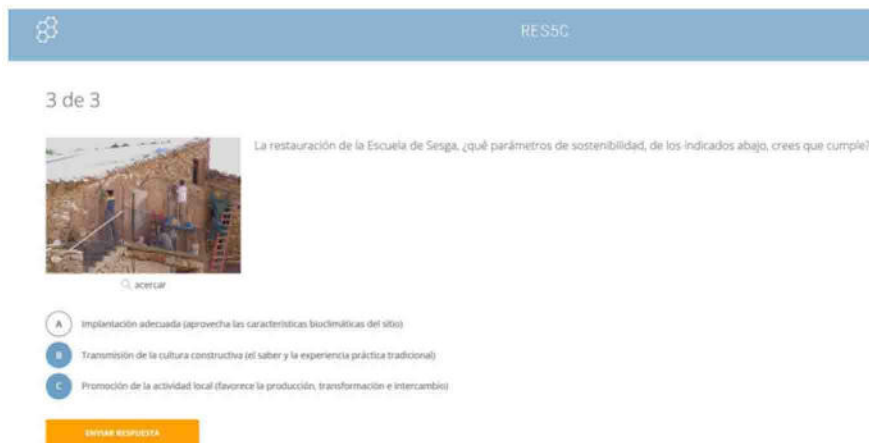 RES5C
3 de 3
La restauración de la Escuela de Sesga, ¿qué parámetros de sostenibilidad, de los indicados abajo, crees que cumple?
acercar
A Implantación adecuada (aprovecha las características bioclimáticas del sitio)
B Transmisión de la cultura constructiva (el saber y la experiencia práctica tradicional)
C Promoción de la actividad local (favorece la producción, transformación e intercambio)
ENVIAR RESPUESTA